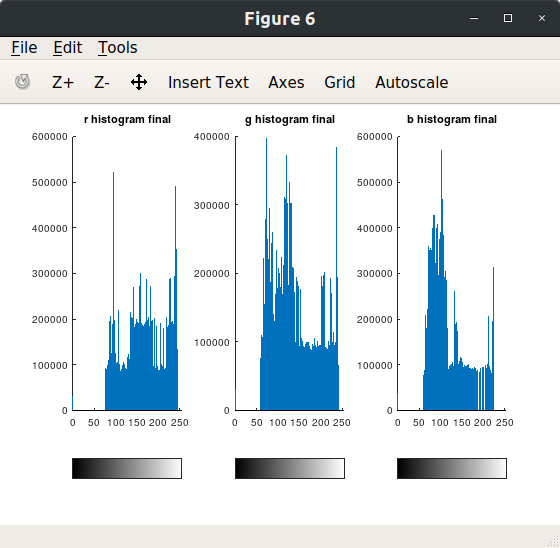 Figure 6
File Edit Tools
Z+ Z- Insert Text Axes Grid Autoscale
r histogram final
600000
500000
400000
300000
200000
100000
0
0 50 100 150 200 250
g histogram final
400000
300000
200000
100000
0
0 50 100 150 200 250
b histogram final
600000
500000
400000
300000
200000
100000
0
0 50 100 150 200 250